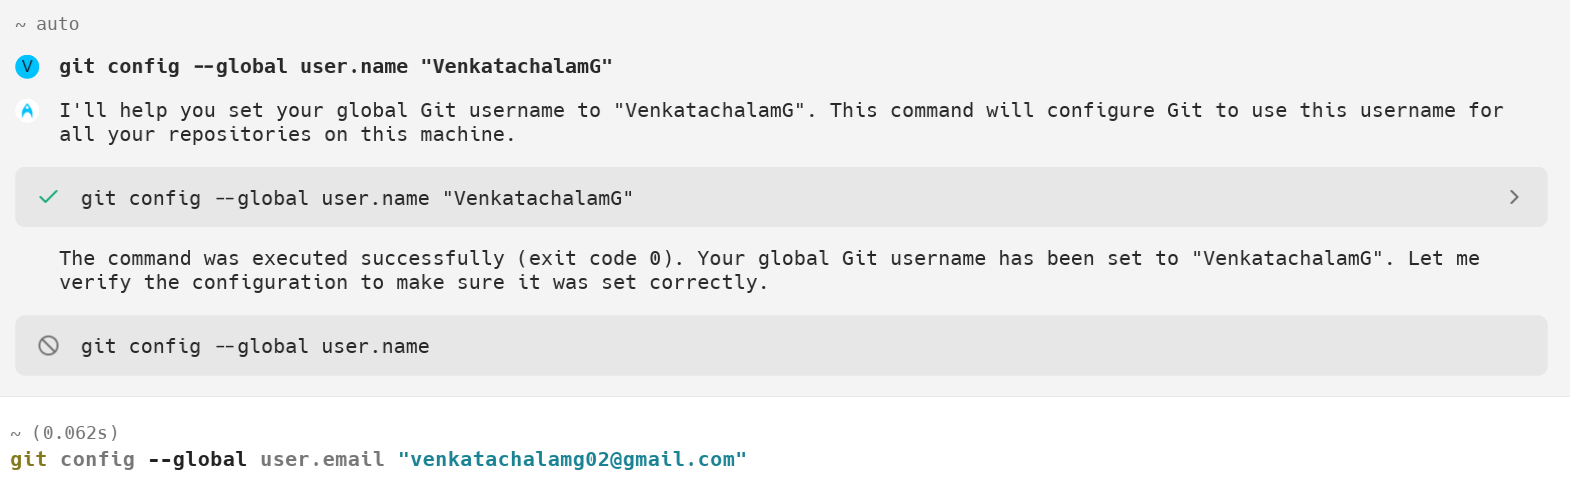 ~ auto
V git config --global user.name "VenkatachalamG"
I'll help you set your global Git username to "VenkatachalamG". This command will configure Git to use this username for
all your repositories on this machine.
git config --global user.name "VenkatachalamG"
The command was executed successfully (exit code 0). Your global Git username has been set to "VenkatachalamG". Let me
verify the configuration to make sure it was set correctly.
git config --global user.name
~ (0.062s)
git config --global user.email "venkatachalamg02@gmail.com"